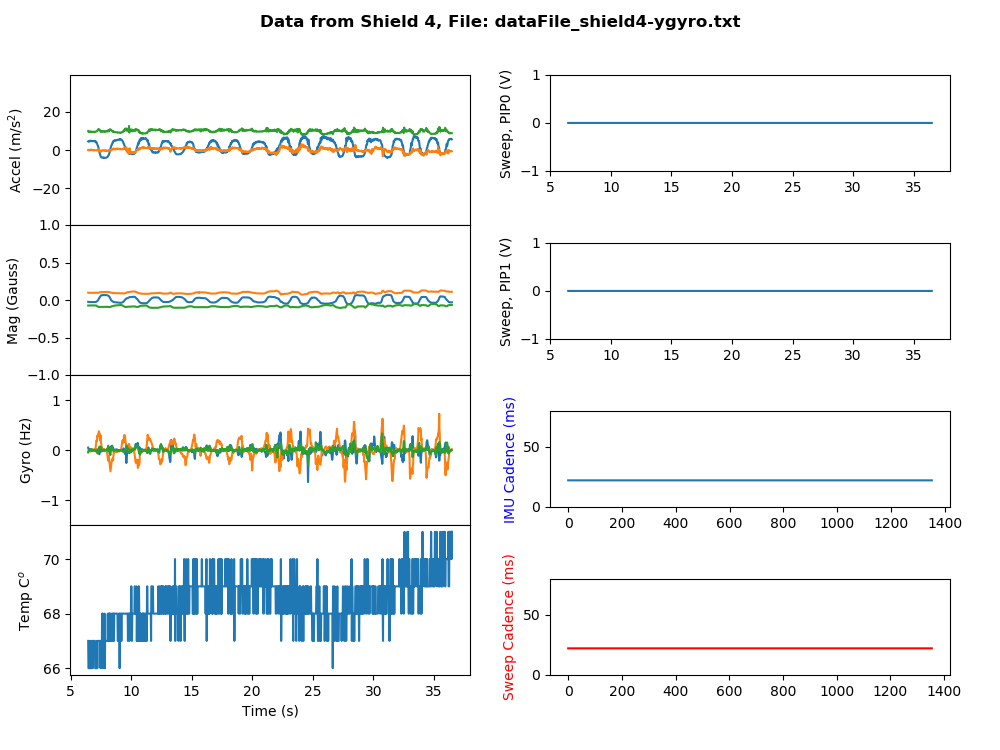 Data from Shield 4, File: dataFile_shield4-ygyro.txt
Accel (m/s²)
20
0
−20
Mag (Gauss)
1.0
0.5
0.0
−0.5
−1.0
Gyro (Hz)
1
0
−1
Temp C°
70
68
66
5 10 15 20 25 30 35
Time (s)
Sweep, PIP0 (V)
1
0
−1
5 10 15 20 25 30 35
Sweep, PIP1 (V)
1
0
−1
5 10 15 20 25 30 35
IMU Cadence (ms)
50
0
0 200 400 600 800 1000 1200 1400
Sweep Cadence (ms)
50
0
0 200 400 600 800 1000 1200 1400